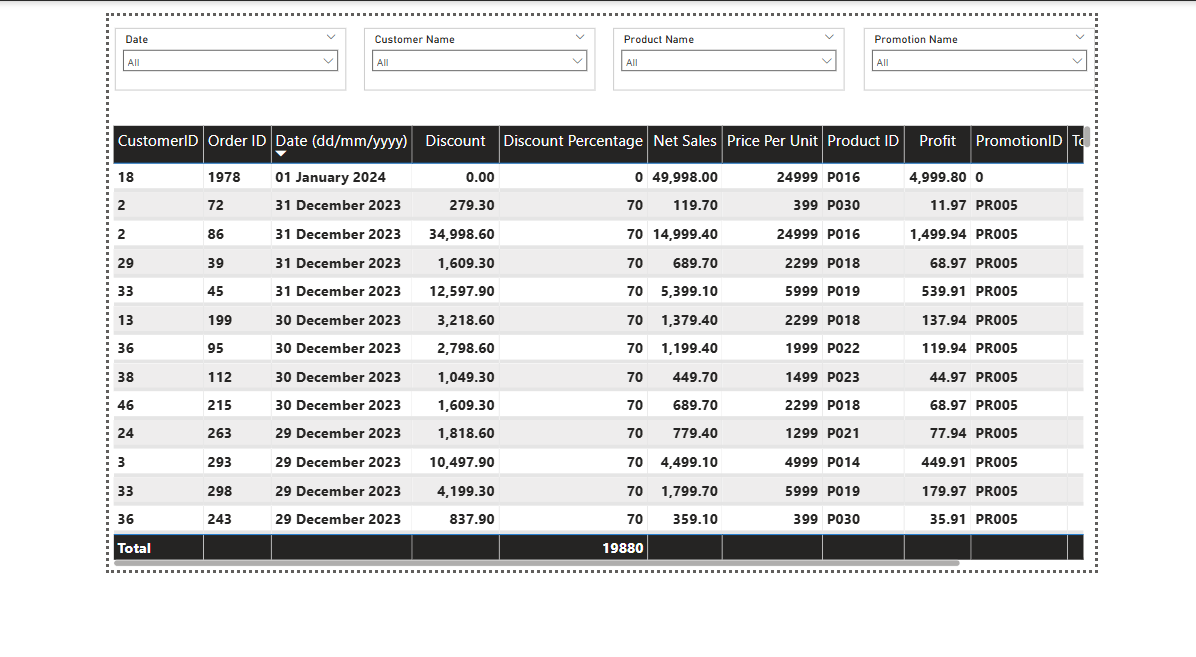 Date Customer Name Product Name Promotion Name
All All All All
CustomerID Order ID Date (dd/mm/yyyy) Discount Discount Percentage Net Sales Price Per Unit Product ID Profit PromotionID
18 1978 01 January 2024 0.00 0 49,998.00 24999 P016 4,999.80 0
2 72 31 December 2023 279.30 70 119.70 399 P030 11.97 PR005
2 86 31 December 2023 34,998.60 70 14,999.40 24999 P016 1,499.94 PR005
29 39 31 December 2023 1,609.30 70 689.70 2299 P018 68.97 PR005
33 45 31 December 2023 12,597.90 70 5,399.10 5999 P019 539.91 PR005
13 199 30 December 2023 3,218.60 70 1,379.40 2299 P018 137.94 PR005
36 95 30 December 2023 2,798.60 70 1,199.40 1999 P022 119.94 PR005
38 112 30 December 2023 1,049.30 70 449.70 1499 P023 44.97 PR005
46 215 30 December 2023 1,609.30 70 689.70 2299 P018 68.97 PR005
24 263 29 December 2023 1,818.60 70 779.40 1299 P021 77.94 PR005
3 293 29 December 2023 10,497.90 70 4,499.10 4999 P014 449.91 PR005
33 298 29 December 2023 4,199.30 70 1,799.70 5999 P019 179.97 PR005
36 243 29 December 2023 837.90 70 359.10 399 P030 35.91 PR005
Total 19880